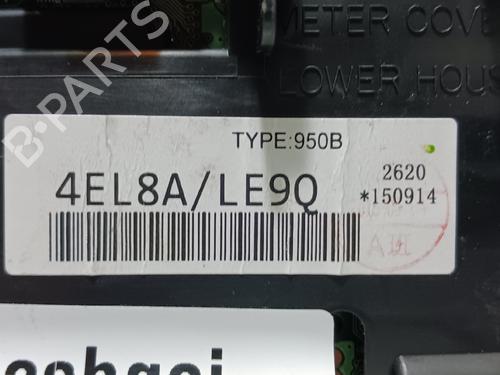 METER COVE
LOWER HOUS
B-PARTS
TYPE:950B
4EL8A/LE9Q
2620
*150914